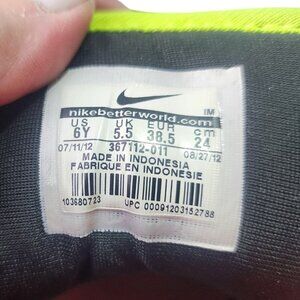 nikebetterworld.com
US UK EUR cm
6Y 5.5 38.5 24
07/11/12 367112-011 08/27/12
MADE IN INDONESIA
FABRIQUE EN INDONESIE
103680723 UPC 00091203152788